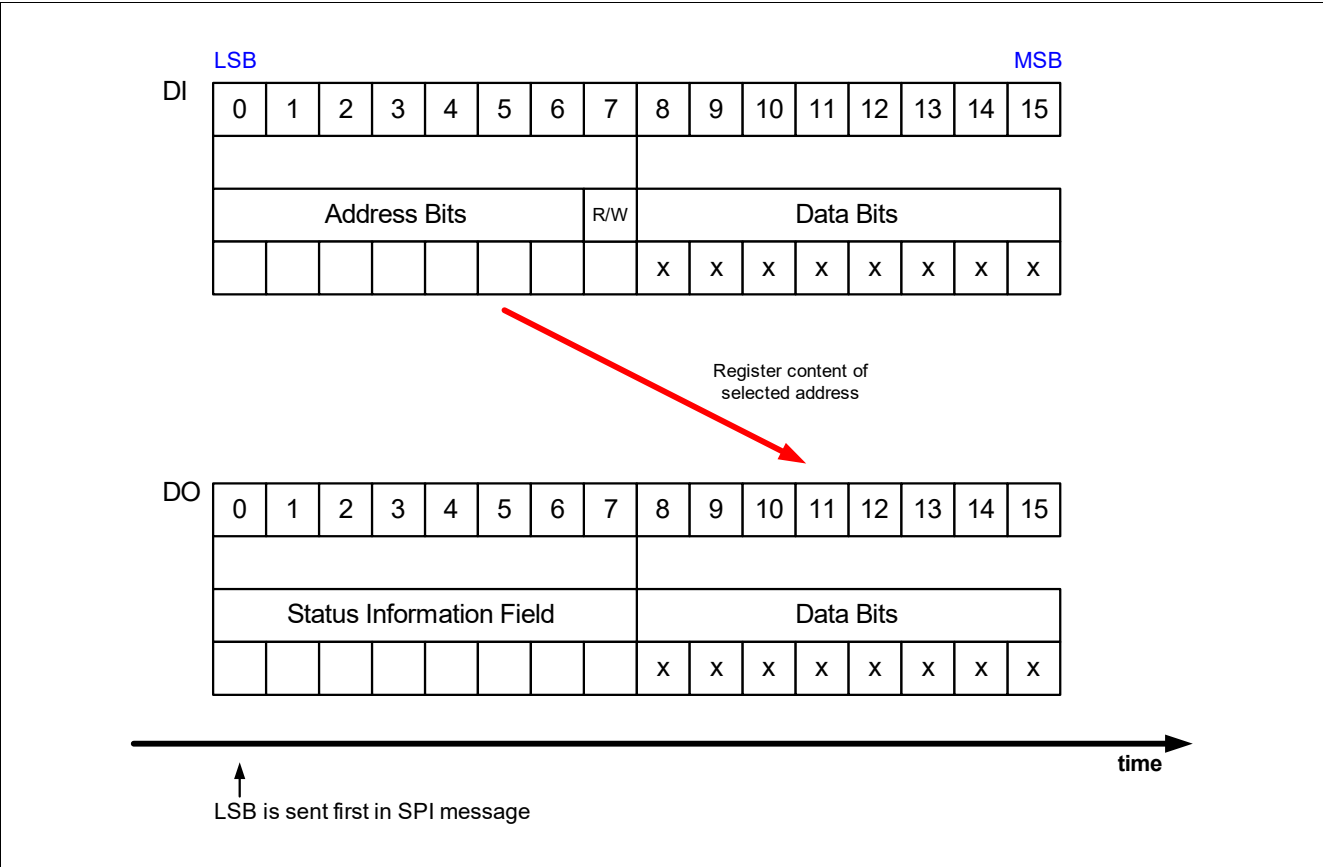 LSB MSB
DI
0 1 2 3 4 5 6 7 8 9 10 11 12 13 14 15
Address Bits R/W Data Bits
x x x x x x x x
Register content of
selected address
DO
0 1 2 3 4 5 6 7 8 9 10 11 12 13 14 15
Status Information Field Data Bits
x x x x x x x x
time
LSB is sent first in SPI message